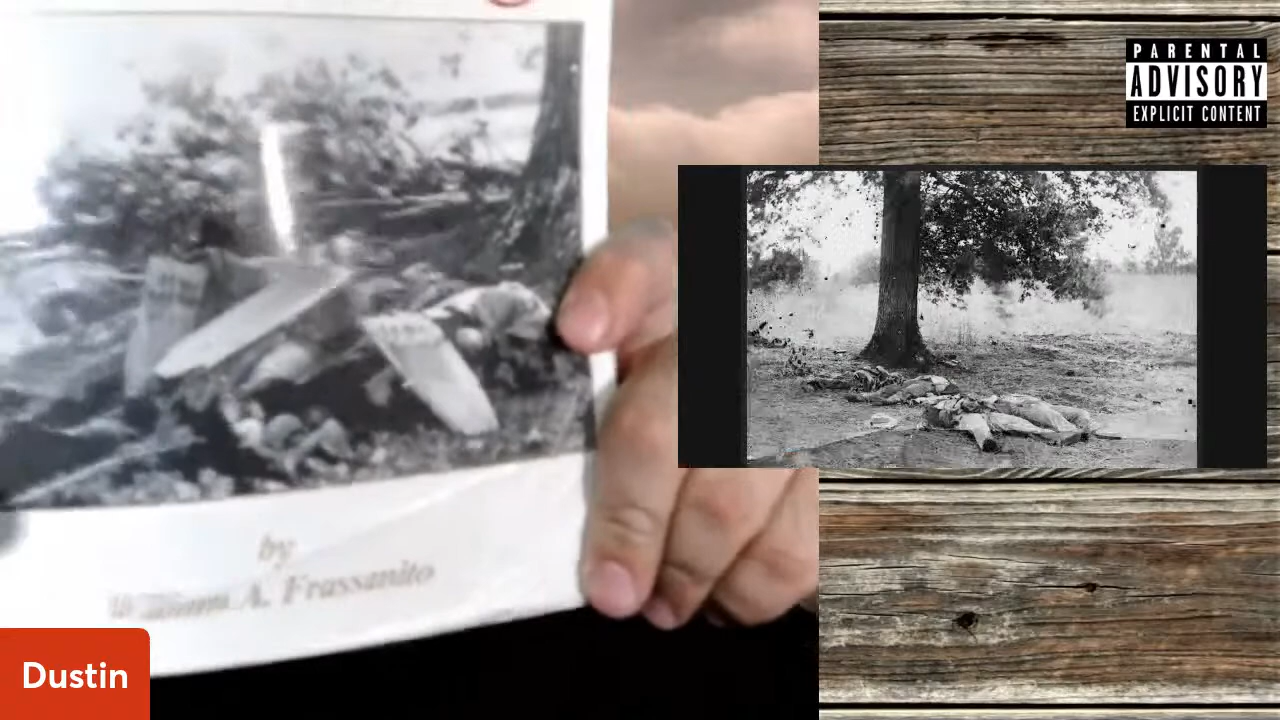 PARENTAL
ADVISORY
EXPLICIT CONTENT
by
William A. Frassanito
Dustin